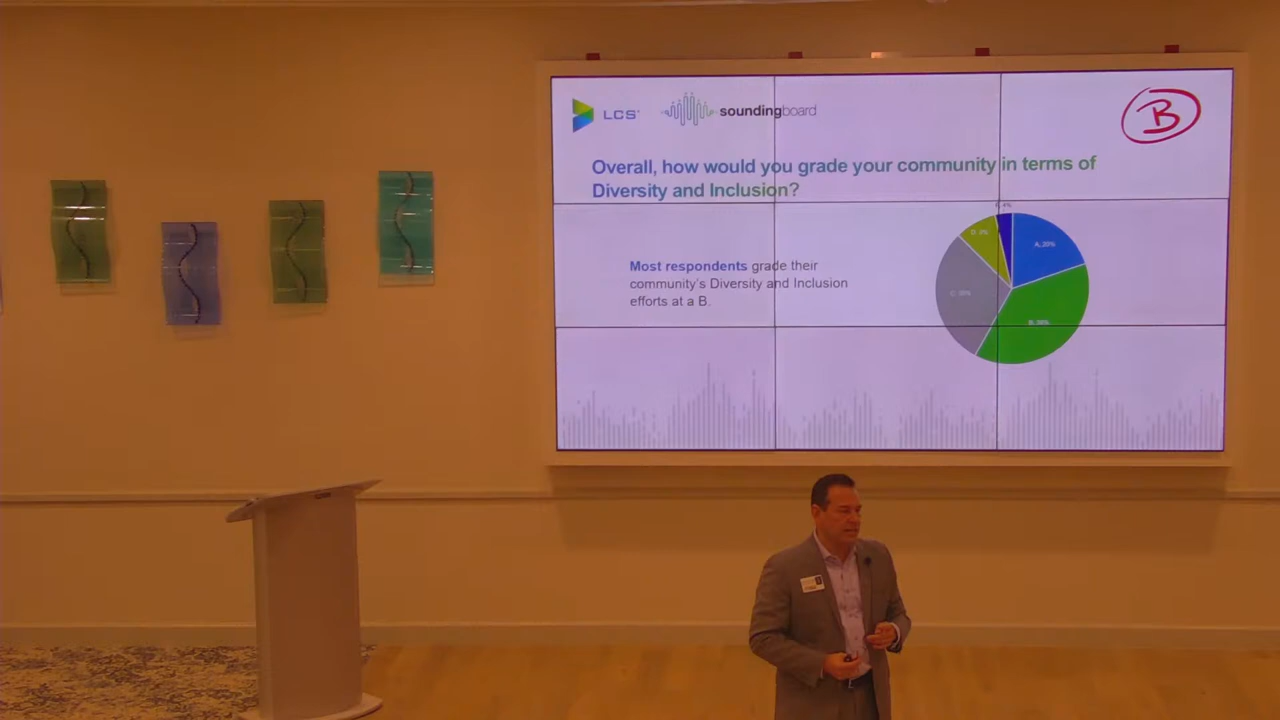 LCS
soundingboard
B
Overall, how would you grade your community in terms of
Diversity and Inclusion?
Most respondents grade their
community's Diversity and Inclusion
efforts at a B.
A, 20%